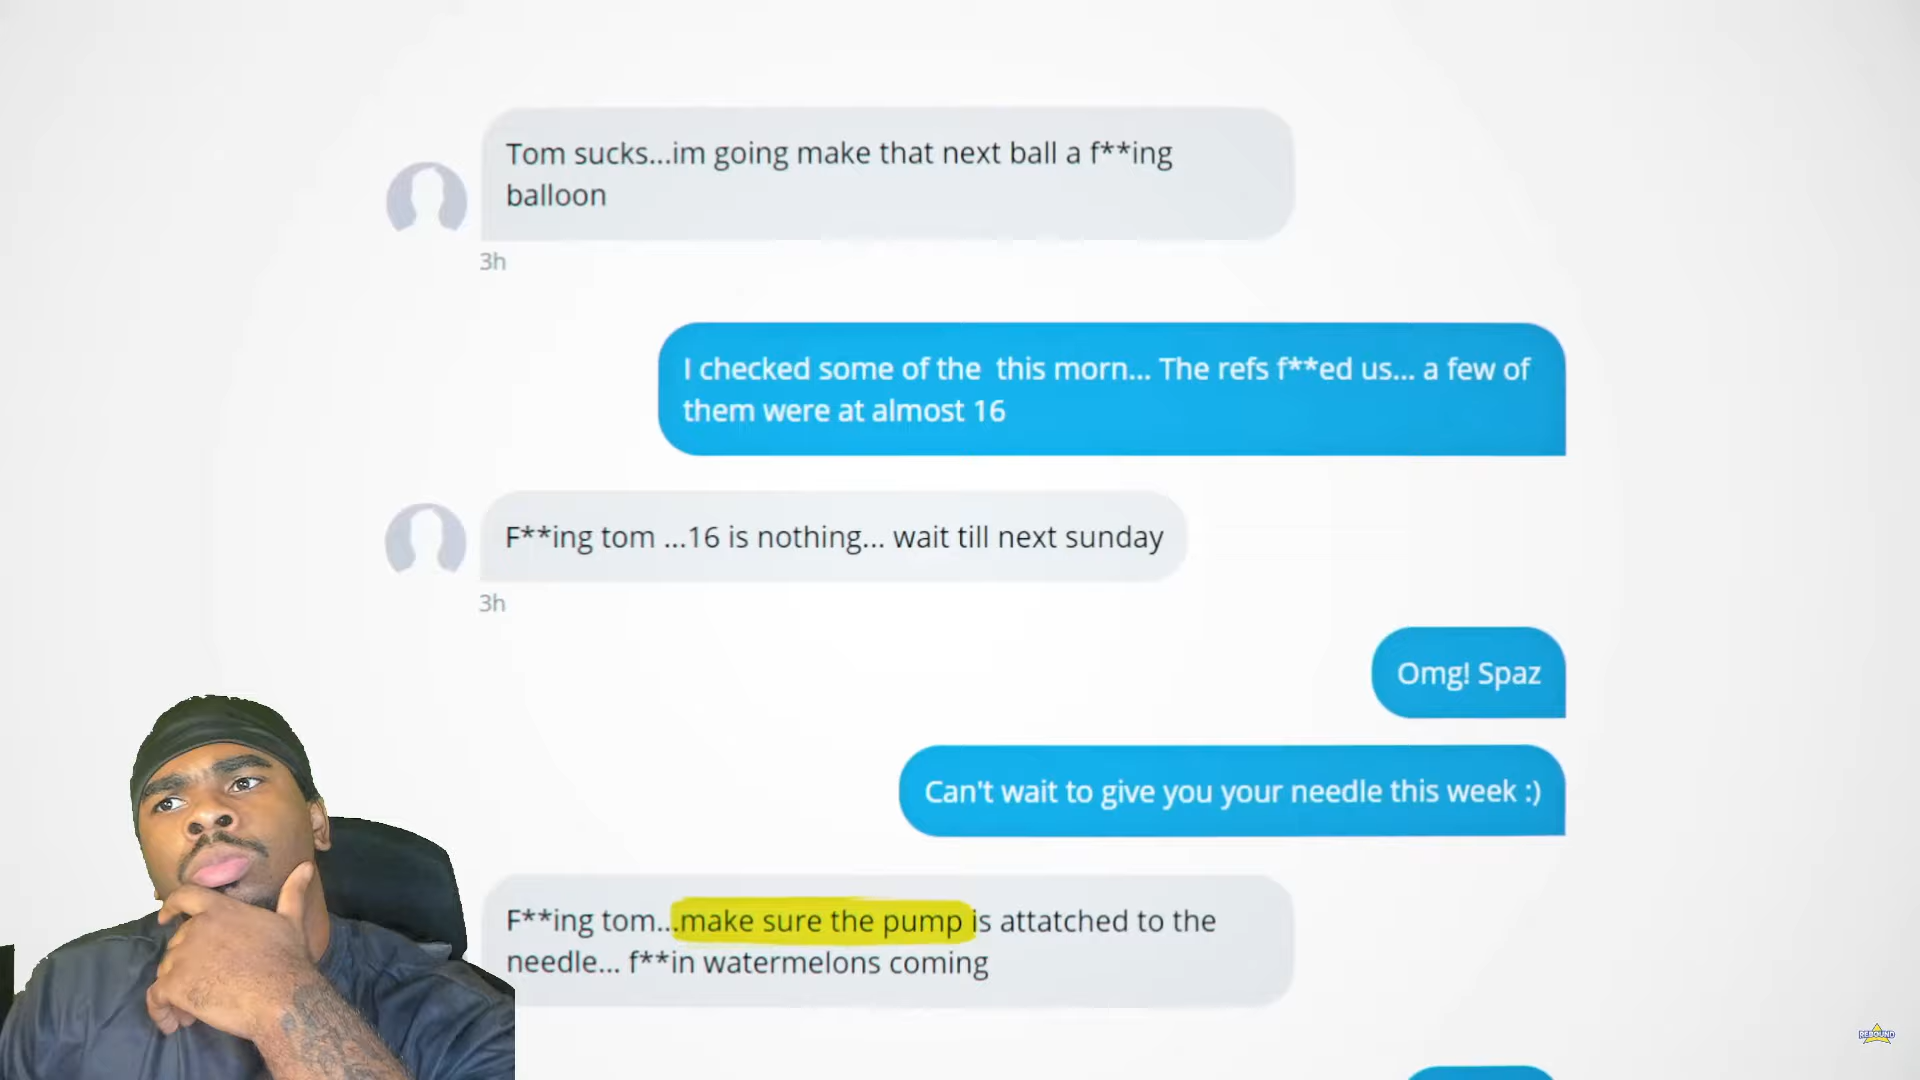 Tom sucks...im going make that next ball a f**ing
balloon
3h
I checked some of the  this morn... The refs f**ed us... a few of
them were at almost 16
F**ing tom ...16 is nothing... wait till next sunday
3h
Omg! Spaz
Can't wait to give you your needle this week :)
F**ing tom...make sure the pump is attatched to the
needle... f**in watermelons coming
REBOUND